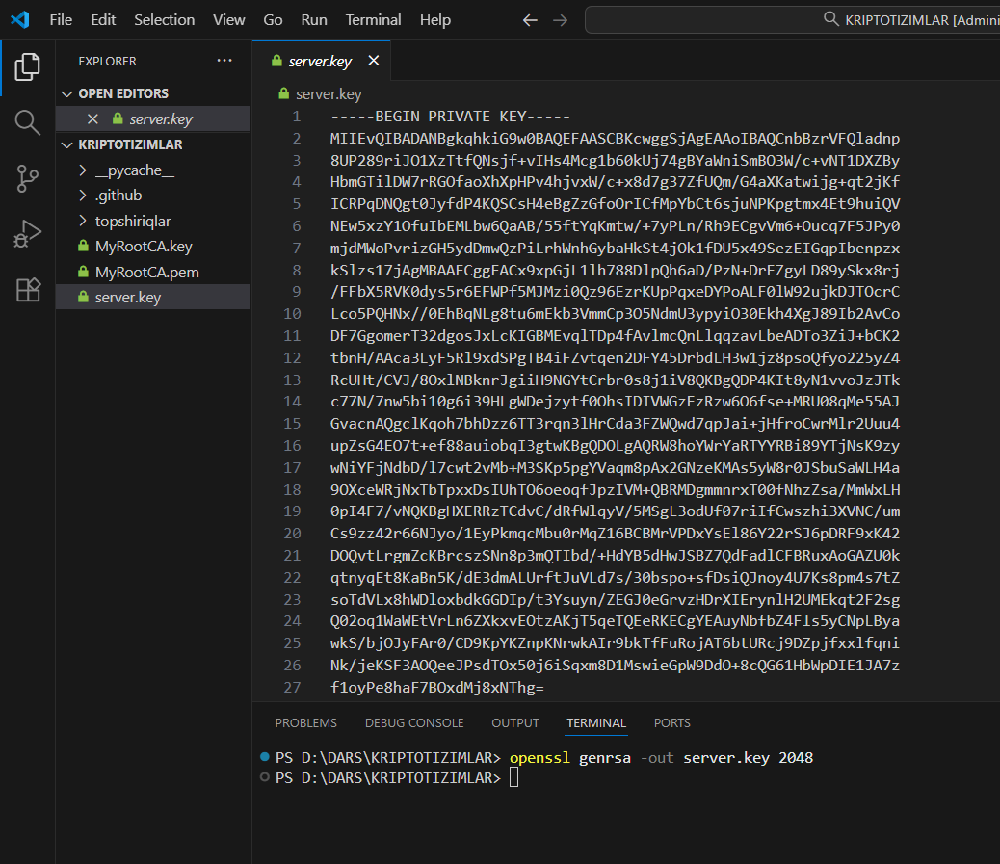 File Edit Selection View Go Run Terminal Help
KRIPTOTIZIMLAR [Admini
EXPLORER
OPEN EDITORS
server.key
KRIPTOTIZIMLAR
__pycache__
.github
topshiriqlar
MyRootCA.key
MyRootCA.pem
server.key
server.key
server.key
1 -----BEGIN PRIVATE KEY-----
2 MIIEvQIBADANBgkqhkiG9w0BAQEFAASCBKcwggSjAgEAAoIBAQCnbBzrVFQladnp
3 8UP289riJO1XzTtfQNsjf+vIHs4Mcg1b60kUj74gBYaWniSmBO3W/c+vNT1DXZBy
4 HbmGTilDW7rRGOfaoXhXpHPv4hjvxW/c+x8d7g37ZfUQm/G4aXKatwijg+qt2jKf
5 ICRPqDNQgt0JyfdP4KQSCsH4eBgZzGfoOrICfMpYbCt6sjuNPKpgtmx4Et9huiQV
6 NEw5xzY1OfuIbEMLbw6QaAB/55ftYqKmtw/+7yPLn/Rh9ECgvVm6+Oucq7F5JPy0
7 mjdMWoPvrizGH5ydDmwQzPiLrhWnhGybaHkSt4jOk1fDU5x49SezEIGqpIbenpzx
8 kSlzs17jAgMBAAECggEACx9xpGjL1lh788DlpQh6aD/PzN+DrEZgyLD89ySkx8rj
9 /FFbX5RVK0dys5r6EFWPf5MJMzi0Qz96EzrKUpPqxeDYPoALF0lW92ujkDJTOcrC
10 Lco5PQHNx//0EhBqNLg8tu6mEkb3VmmCp3O5NdmU3ypyiO30Ekh4XgJ89Ib2AvCo
11 DF7GgomerT32dgosJxLcKIGBMEvqlTDp4fAvlmcQnLlqqzavLbeADTo3ZiJ+bCK2
12 tbnH/AAca3LyF5Rl9xdSPgTB4iFZvtqen2DFY45DrbdLH3w1jz8psoQfyo225yZ4
13 RcUHt/CVJ/8OxlNBknrJgiiH9NGYtCrbr0s8j1iV8QKBgQDP4KIt8yN1vvoJzJTk
14 c77N/7nw5bi10g6i39HLgWDejzytf0OhsIDIVWGzEzRzw6O6fse+MRU08qMe55AJ
15 GvacnAQgclKqoh7bhDzz6TT3rqn3lHrCda3FZWQwd7qpJai+jHfroCwrMlr2Uuu4
16 upZsG4EO7t+ef88auiobqI3gtwKBgQDOLgAQRW8hoYWrYaRTYYRBi89YTjNsK9zy
17 wNiYFjNdbD/l7cwt2vMb+M3SKp5pgYVaqm8pAx2GNzeKMAs5yW8r0JSbuSaWLH4a
18 9OXceWRjNxTbTpxxDsIUhTO6oeoqfJpzIVM+QBRMDgmmnrxT00fNhzZsa/MmWxLH
19 0pI4F7/vNQKBgHXERRzTCdvC/dRfWlqyV/5MSgL3odUf07riIfCwszhi3XVNC/um
20 Cs9zz42r66NJyo/1EyPkmqcMbu0rMqZ16BCBMrVPDxYsEl86Y22rSJ6pDRF9xK42
21 DOQvtLrgmZcKBrcszSNn8p3mQTIbd/+HdYB5dHwJSBZ7QdFadlCFBRuxAoGAZU0k
22 qtnyqEt8KaBn5K/dE3dmALUrftJuVLd7s/30bspo+sfDsiQJnoy4U7Ks8pm4s7tZ
23 soTdVLx8hWDloxbdkGGDIp/t3Ysuyn/ZEGJ0eGrvzHDrXIErynlH2UMEkqt2F2sg
24 Q02oq1WaWEtVrLn6ZXkxvEOtzAKjT5qeTQEeRKECgYEAuyNbfbZ4Fls5yCNpLBya
25 wkS/bjOJyFAr0/CD9KpYKZnpKNrwkAIr9bkTfFuRojAT6btURcj9DZpjfxxlfqni
26 Nk/jeKSF3AOQeeJPsdTOx50j6iSqxm8D1MswieGpW9DdO+8cQG61HbWpDIE1JA7z
27 f1oyPe8haF7BOxdMj8xNThg=
PROBLEMS DEBUG CONSOLE OUTPUT TERMINAL PORTS
PS D:\DARS\KRIPTOTIZIMLAR> openssl genrsa -out server.key 2048
PS D:\DARS\KRIPTOTIZIMLAR>